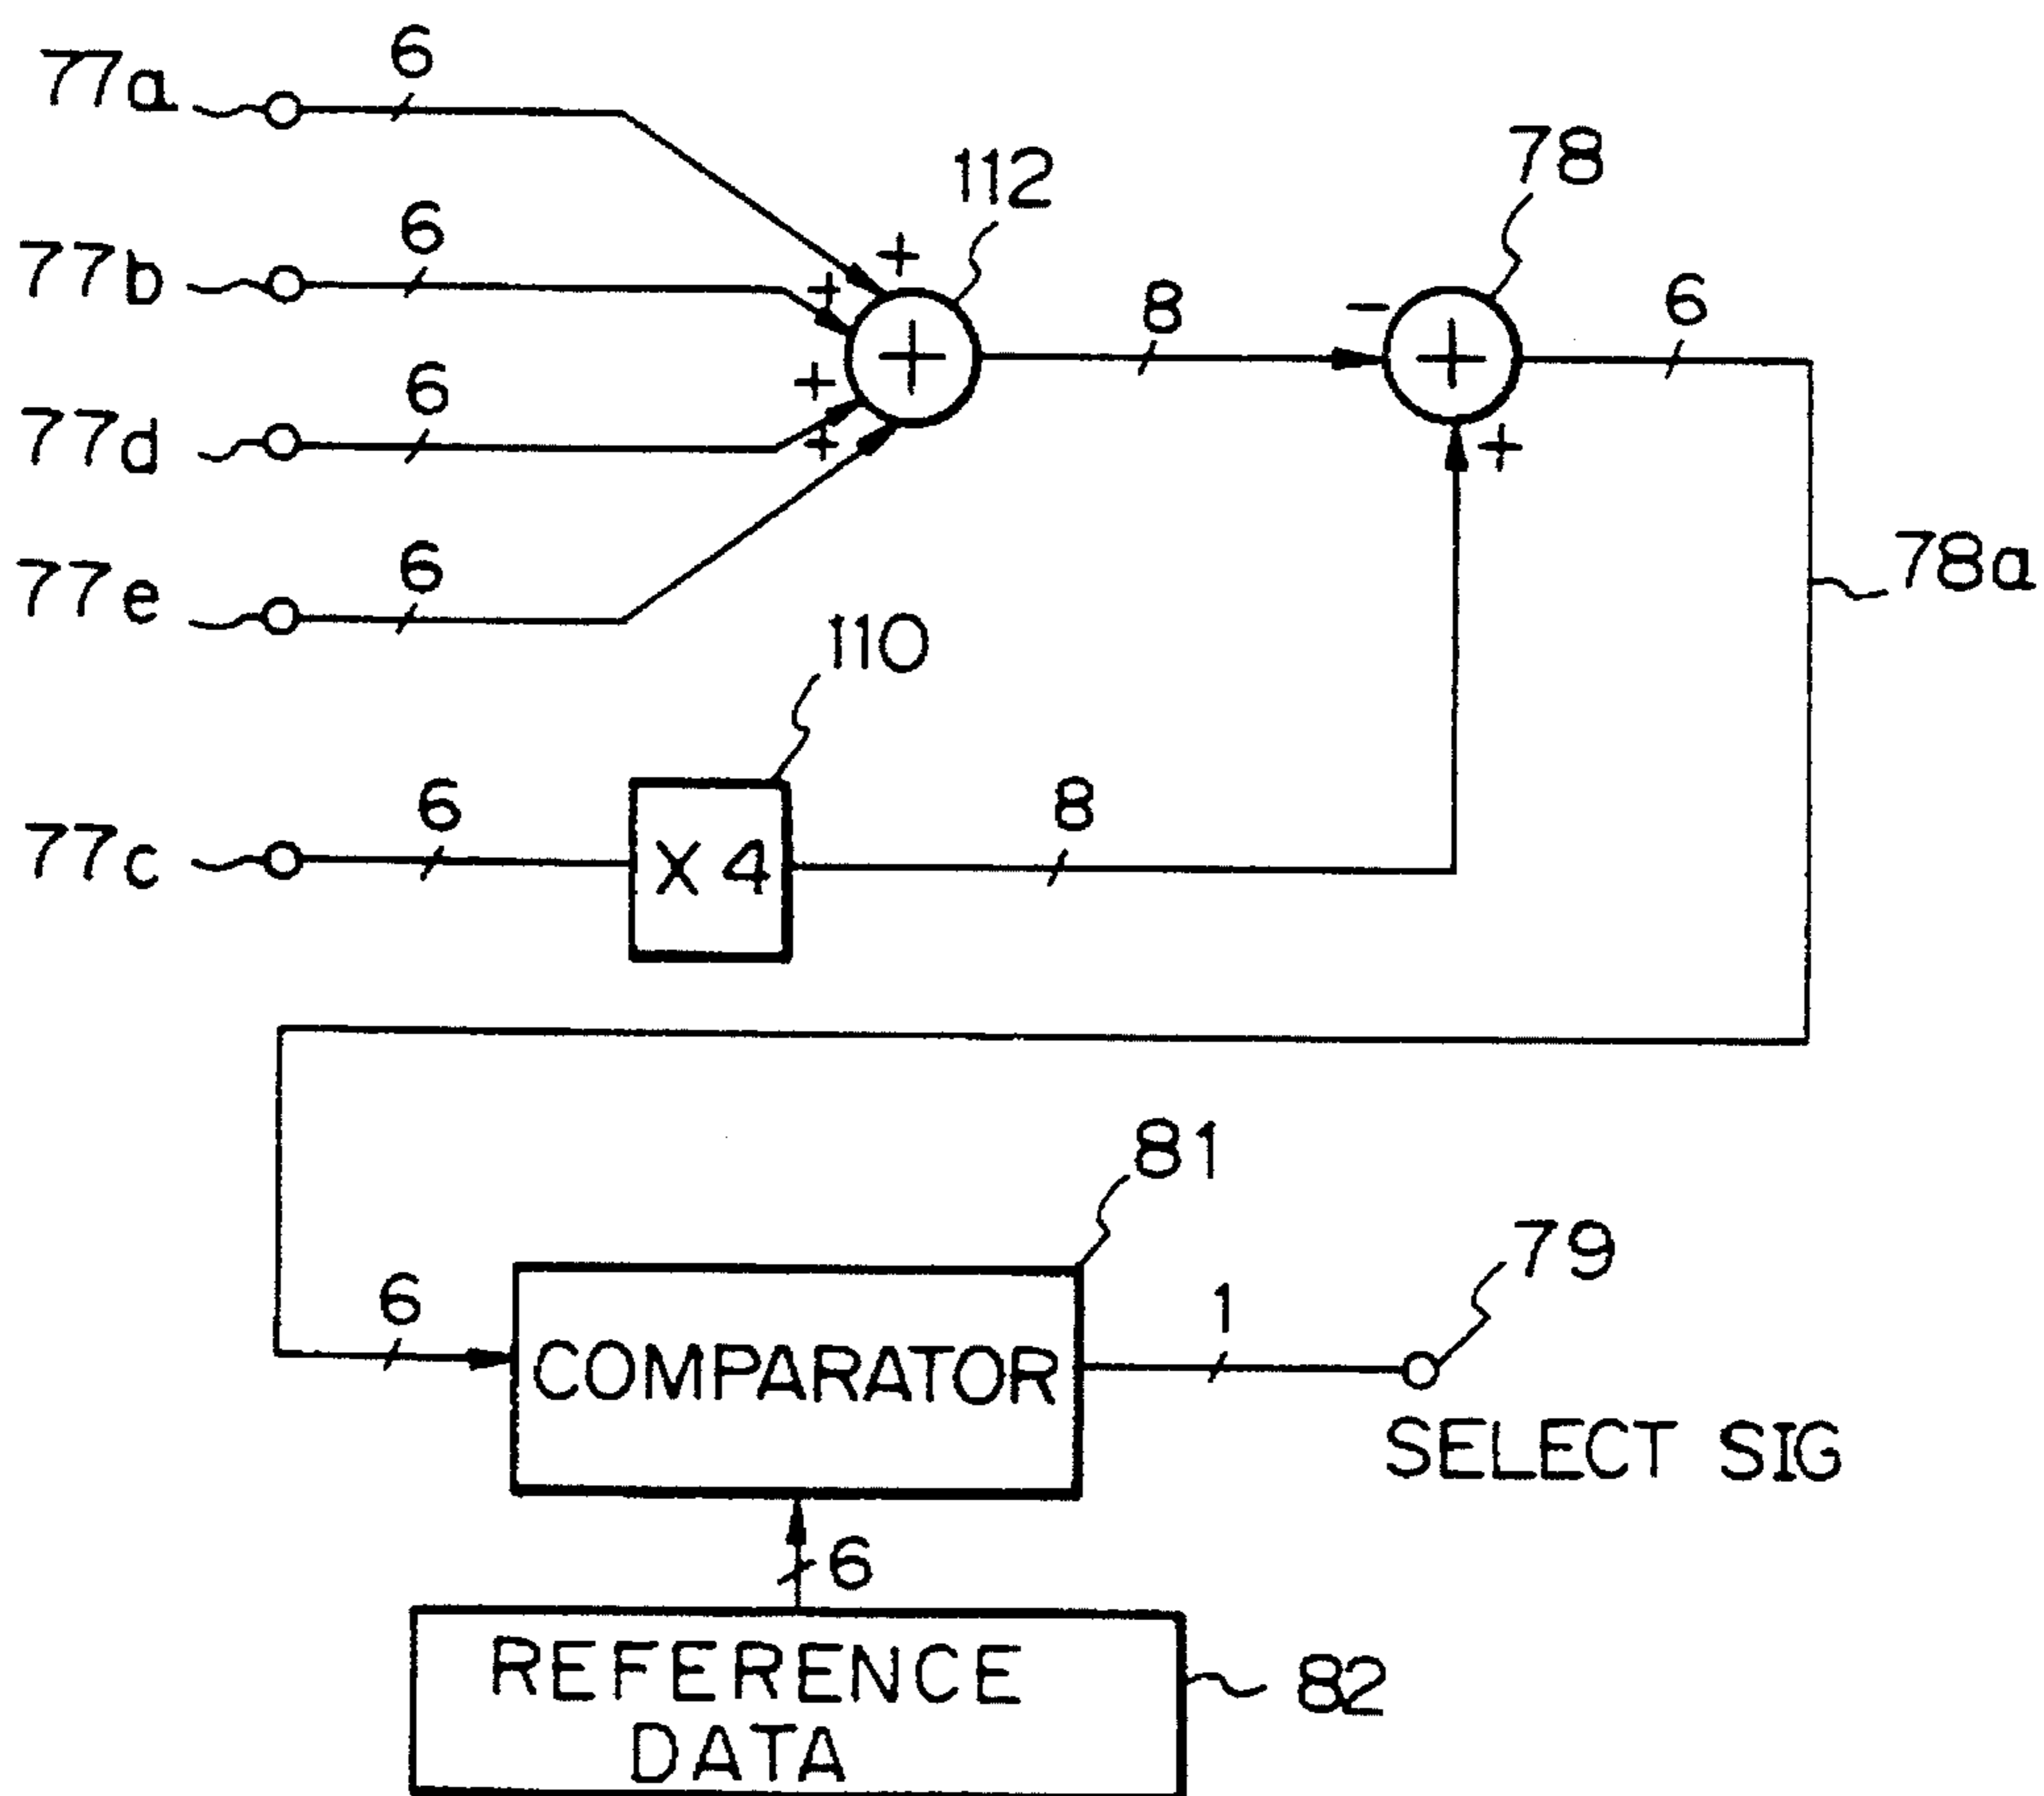 77a 6
112
78
77b 6 + +
8 - 6
77d 6 + +
+
78a
77e 6
110
77c 6 X4 8
81
79
6 COMPARATOR 1
SELECT SIG
6
REFERENCE
DATA
82
+
+